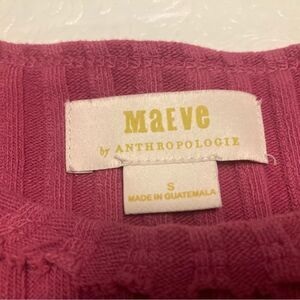 MAEVE
by ANTHROPOLOGIE
S
MADE IN GUATEMALA